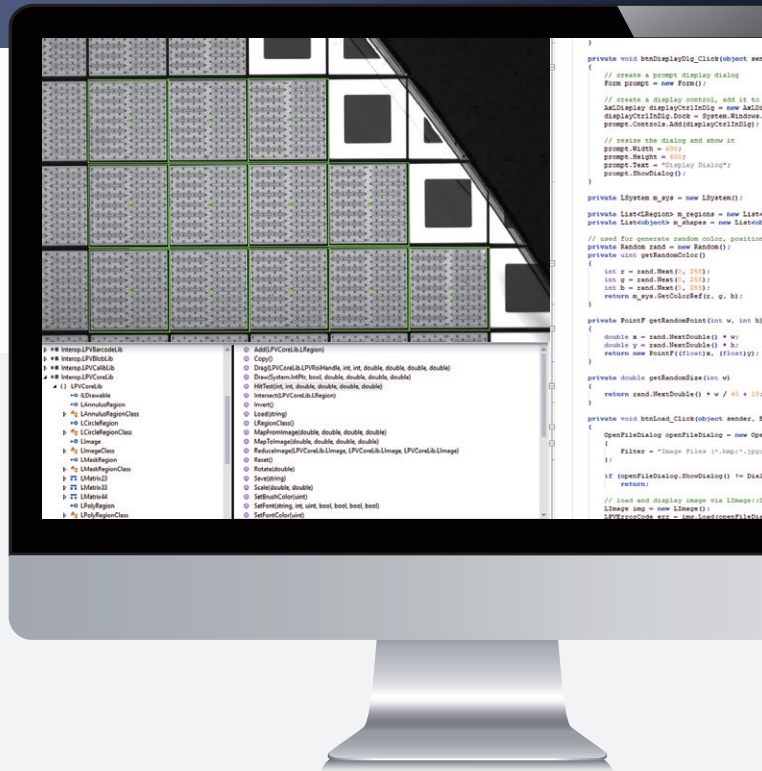 Interop.LPVBarcodeLib
Interop.LPVBlobLib
Interop.LPVCalibLib
Interop.LPVCoreLib
{} LPVCoreLib
ILDrawable
LAnnulusRegion
LAnnulusRegionClass
LCircleRegion
LCircleRegionClass
LImage
LImageClass
LMaskRegion
LMaskRegionClass
LMatrix23
LMatrix33
LMatrix44
LPolyRegion
LPolyRegionClass
Add(LPVCoreLib.LRegion)
Copy()
Drag(LPVCoreLib.LPVRoiHandle, int, int, double, double, double, double)
Draw(System.IntPtr, bool, double, double, double, double)
HitTest(int, int, double, double, double, double)
Intersect(LPVCoreLib.LRegion)
Invert()
Load(string)
LRegionClass()
MapFromImage(double, double, double, double)
MapToImage(double, double, double, double)
ReduceImage(LPVCoreLib.LImage, LPVCoreLib.LImage, LPVCoreLib.LImage)
Reset()
Rotate(double)
Save(string)
Scale(double, double)
SetBrushColor(uint)
SetFont(string, int, uint, bool, bool, bool, bool)
SetFontColor(uint)
}
private void btnDisplayDlg_Click(object sen
{
// create a prompt display dialog
Form prompt = new Form();
// create a display control, add it to
AxLDisplay displayCtrlInDlg = new AxLDi
displayCtrlInDlg.Dock = System.Windows.
prompt.Controls.Add(displayCtrlInDlg);
// resize the dialog and show it
prompt.Width = 600;
prompt.Height = 400;
prompt.Text = "Display Dialog";
prompt.ShowDialog();
}
private LSystem m_sys = new LSystem();
private List<LRegion> m_regions = new List<
private List<object> m_shapes = new List<ob
// used for generate random color, position
private Random rand = new Random();
private uint getRandomColor()
{
int r = rand.Next(0, 255);
int g = rand.Next(0, 255);
int b = rand.Next(0, 255);
return m_sys.GetColorRef(r, g, b);
}
private PointF getRandomPoint(int w, int h)
{
double x = rand.NextDouble() * w;
double y = rand.NextDouble() * h;
return new PointF((float)x, (float)y);
}
private double getRandomSize(int w)
{
return rand.NextDouble() * w / 40 + 10;
}
private void btnLoad_Click(object sender, E
{
OpenFileDialog openFileDialog = new Ope
{
Filter = "Image Files (*.bmp;*.jpg;
};
if (openFileDialog.ShowDialog() != Dial
return;
// load and display image via LImage::L
LImage img = new LImage();
LPVErrorCode err = img.Load(openFileDia